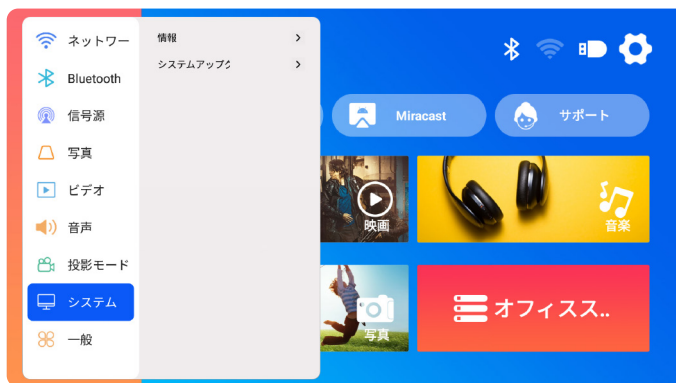 ネットワー
Bluetooth
信号源
写真
ビデオ
音声
投影モード
システム
一般
情報
システムアップ
Miracast
サポート
映画
音楽
写真
オフィスス..